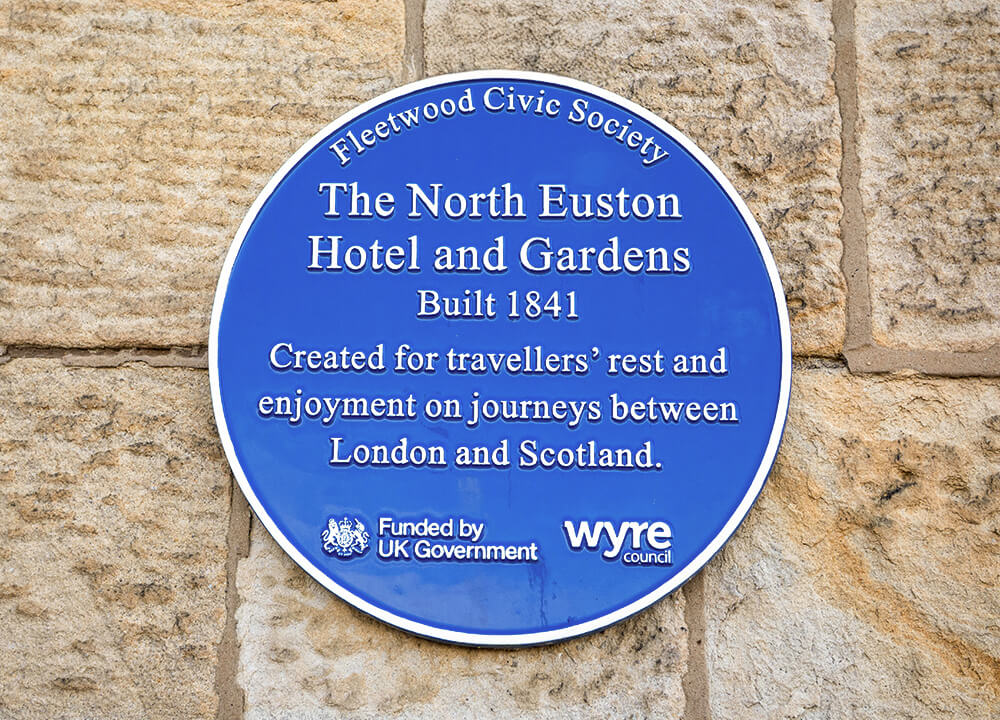 Fleetwood Civic Society
The North Euston
Hotel and Gardens
Built 1841
Created for travellers’ rest and
enjoyment on journeys between
London and Scotland.
Funded by
UK Government
wyre
council